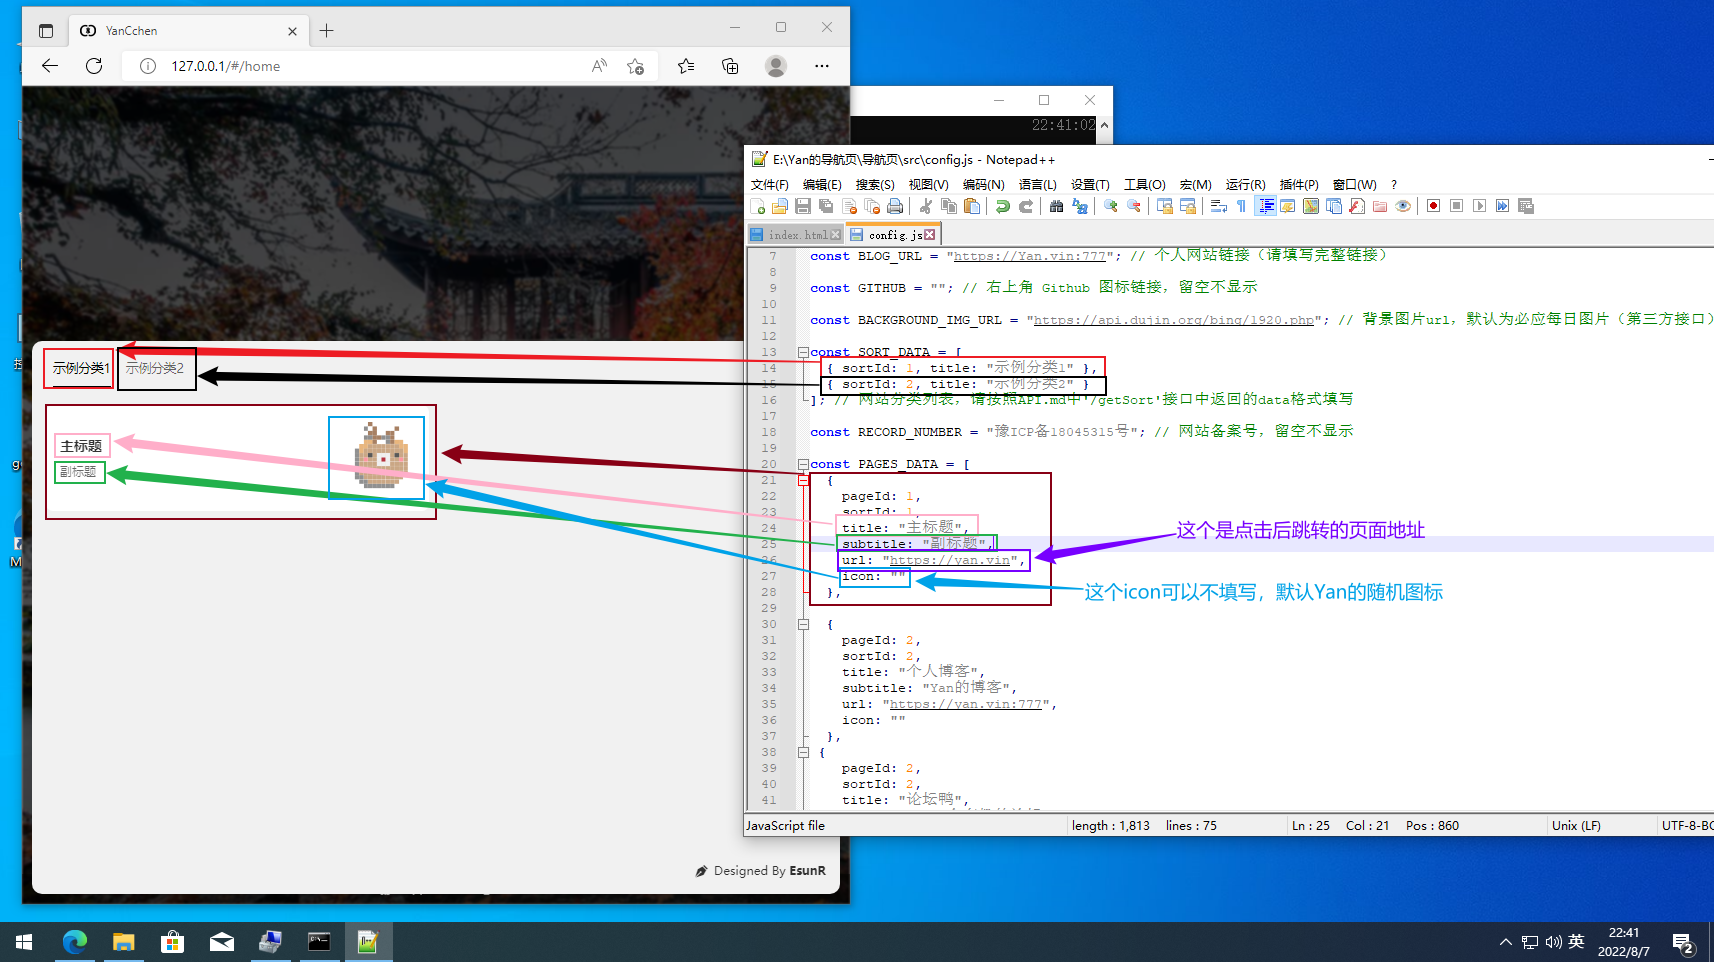 YanCchen
127.0.0.1/#/home
22:41:02
E:\Yan的导航页\导航页\src\config.js - Notepad++
文件(F) 编辑(E) 搜索(S) 视图(V) 编码(N) 语言(L) 设置(T) 工具(O) 宏(M) 运行(R) 插件(P) 窗口(W) ?
index.html config.js
7 const BLOG_URL = "https://Yan.vin:777"; // 个人网站链接（请填写完整链接）
8
9 const GITHUB = ""; // 右上角 Github 图标链接，留空不显示
10
11 const BACKGROUND_IMG_URL = "https://api.dujin.org/bing/1920.php"; // 背景图片url，默认为必应每日图片（第三方接口）
12
13 const SORT_DATA = [
14 { sortId: 1, title: "示例分类1" },
15 { sortId: 2, title: "示例分类2" }
16 ]; // 网站分类列表，请按照API.md中'/getSort'接口中返回的data格式填写
17
18 const RECORD_NUMBER = "豫ICP备18045315号"; // 网站备案号，留空不显示
19
20 const PAGES_DATA = [
21 {
22 pageId: 1,
23 sortId: 1,
24 title: "主标题",
25 subtitle: "副标题",
26 url: "https://yan.vin",
27 icon: ""
28 },
29
30 {
31 pageId: 2,
32 sortId: 2,
33 title: "个人博客",
34 subtitle: "Yan的博客",
35 url: "https://yan.vin:777",
36 icon: ""
37 },
38 {
39 pageId: 2,
40 sortId: 2,
41 title: "论坛鸭",
这个是点击后跳转的页面地址
这个icon可以不填写，默认Yan的随机图标
示例分类1 示例分类2
主标题
副标题
Designed By EsunR
JavaScript file length : 1,813 lines : 75 Ln : 25 Col : 21 Pos : 860 Unix (LF) UTF-8-BO
英
22:41
2022/8/7
2